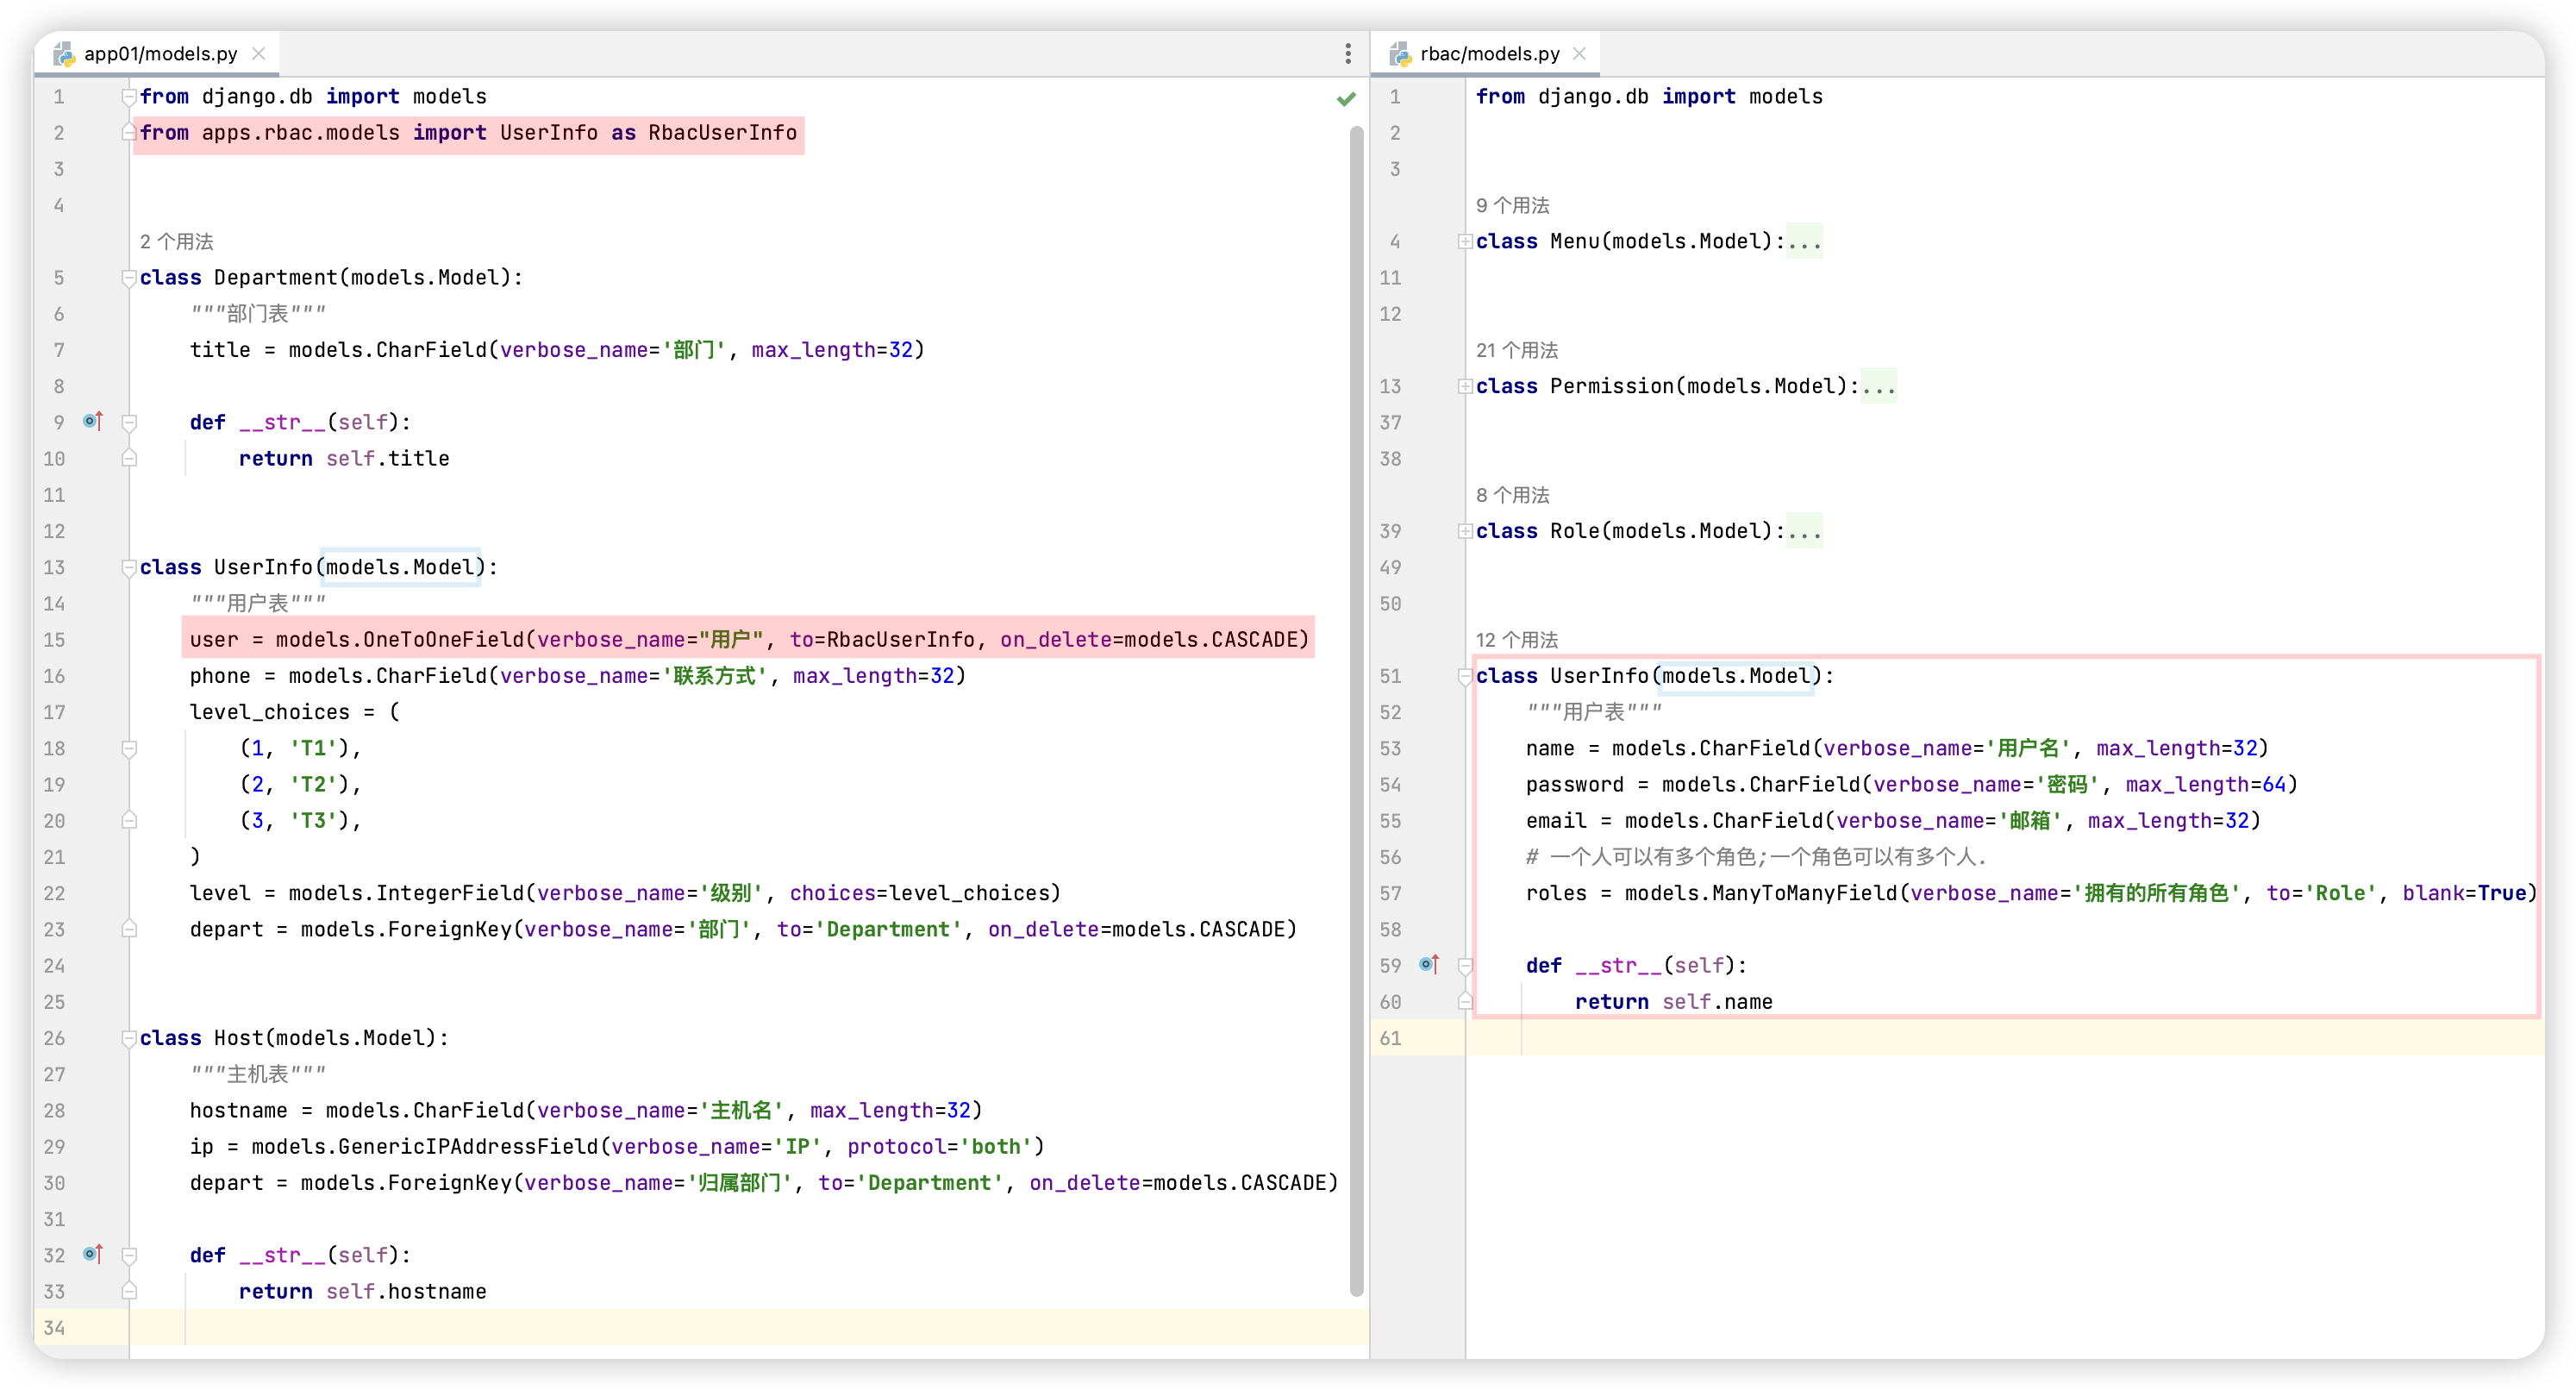 app01/models.py
1 from django.db import models
2 from apps.rbac.models import UserInfo as RbacUserInfo
3
4
2 个用法
5 class Department(models.Model):
6     """部门表"""
7     title = models.CharField(verbose_name='部门', max_length=32)
8
9     def __str__(self):
10         return self.title
11
12
13 class UserInfo(models.Model):
14     """用户表"""
15     user = models.OneToOneField(verbose_name="用户", to=RbacUserInfo, on_delete=models.CASCADE)
16     phone = models.CharField(verbose_name='联系方式', max_length=32)
17     level_choices = (
18         (1, 'T1'),
19         (2, 'T2'),
20         (3, 'T3'),
21     )
22     level = models.IntegerField(verbose_name='级别', choices=level_choices)
23     depart = models.ForeignKey(verbose_name='部门', to='Department', on_delete=models.CASCADE)
24
25
26 class Host(models.Model):
27     """主机表"""
28     hostname = models.CharField(verbose_name='主机名', max_length=32)
29     ip = models.GenericIPAddressField(verbose_name='IP', protocol='both')
30     depart = models.ForeignKey(verbose_name='归属部门', to='Department', on_delete=models.CASCADE)
31
32     def __str__(self):
33         return self.hostname
34
rbac/models.py
1 from django.db import models
2
3
9 个用法
4 class Menu(models.Model):...
11
12
21 个用法
13 class Permission(models.Model):...
37
38
8 个用法
39 class Role(models.Model):...
49
50
12 个用法
51 class UserInfo(models.Model):
52     """用户表"""
53     name = models.CharField(verbose_name='用户名', max_length=32)
54     password = models.CharField(verbose_name='密码', max_length=64)
55     email = models.CharField(verbose_name='邮箱', max_length=32)
56     # 一个人可以有多个角色;一个角色可以有多个人.
57     roles = models.ManyToManyField(verbose_name='拥有的所有角色', to='Role', blank=True)
58
59     def __str__(self):
60         return self.name
61